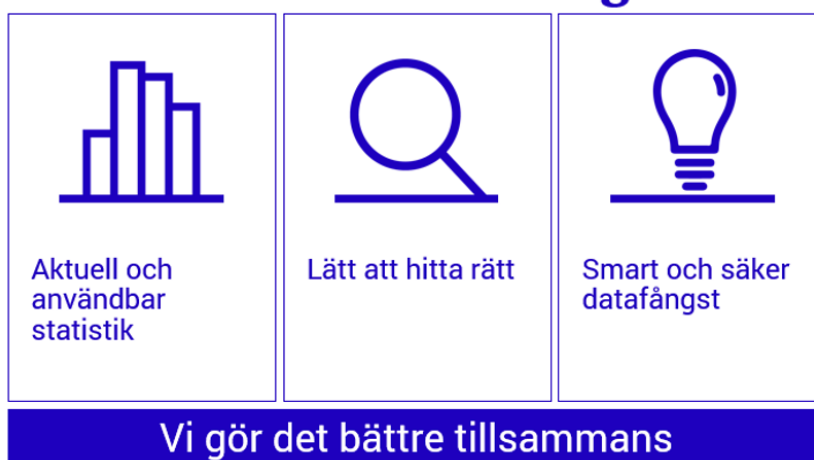 Aktuell och
användbar
statistik
Lätt att hitta rätt
Smart och säker
datafångst
Vi gör det bättre tillsammans